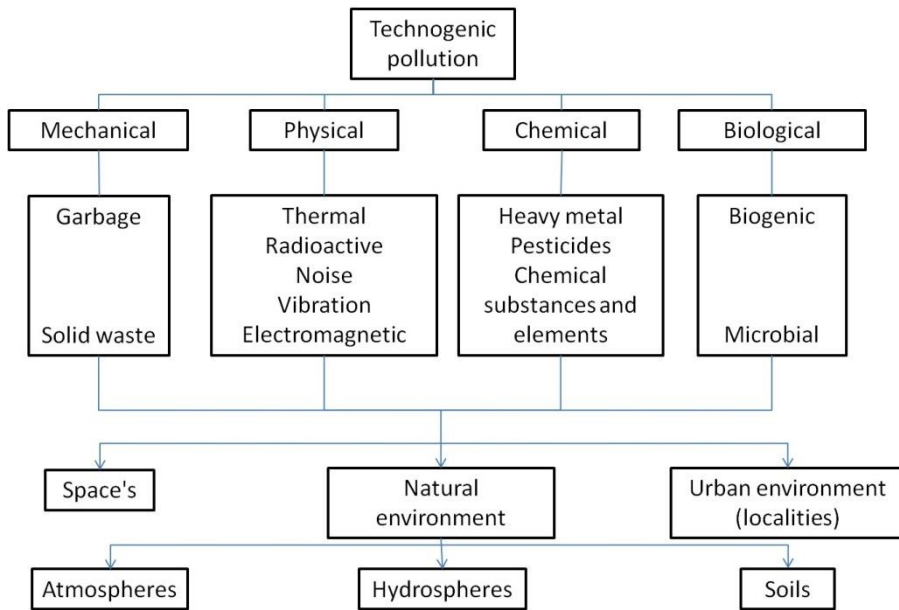 Technogenic
pollution
Mechanical
Physical
Chemical
Biological
Garbage
Solid waste
Thermal
Radioactive
Noise
Vibration
Electromagnetic
Heavy metal
Pesticides
Chemical
substances and
elements
Biogenic
Microbial
Space's
Natural
environment
Urban environment
(localities)
Atmospheres
Hydrospheres
Soils